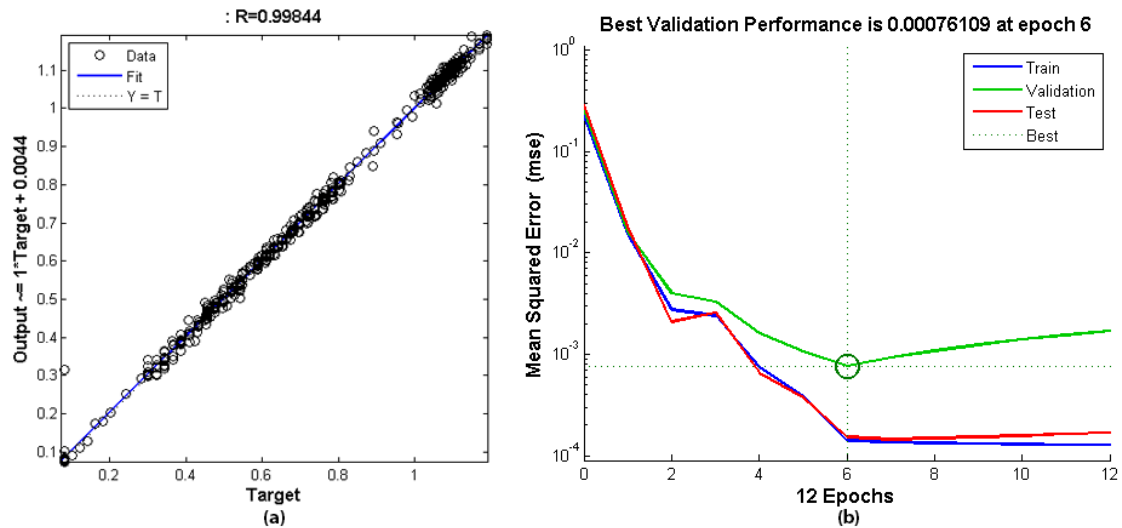 : R=0.99844
Data
Fit
Y = T
Output ~= 1*Target + 0.0044
1.1
1
0.9
0.8
0.7
0.6
0.5
0.4
0.3
0.2
0.1
0.2 0.4 0.6 0.8 1
Target
(a)
Best Validation Performance is 0.00076109 at epoch 6
Train
Validation
Test
Best
Mean Squared Error (mse)
10^0
10^-1
10^-2
10^-3
10^-4
0 2 4 6 8 10 12
12 Epochs
(b)